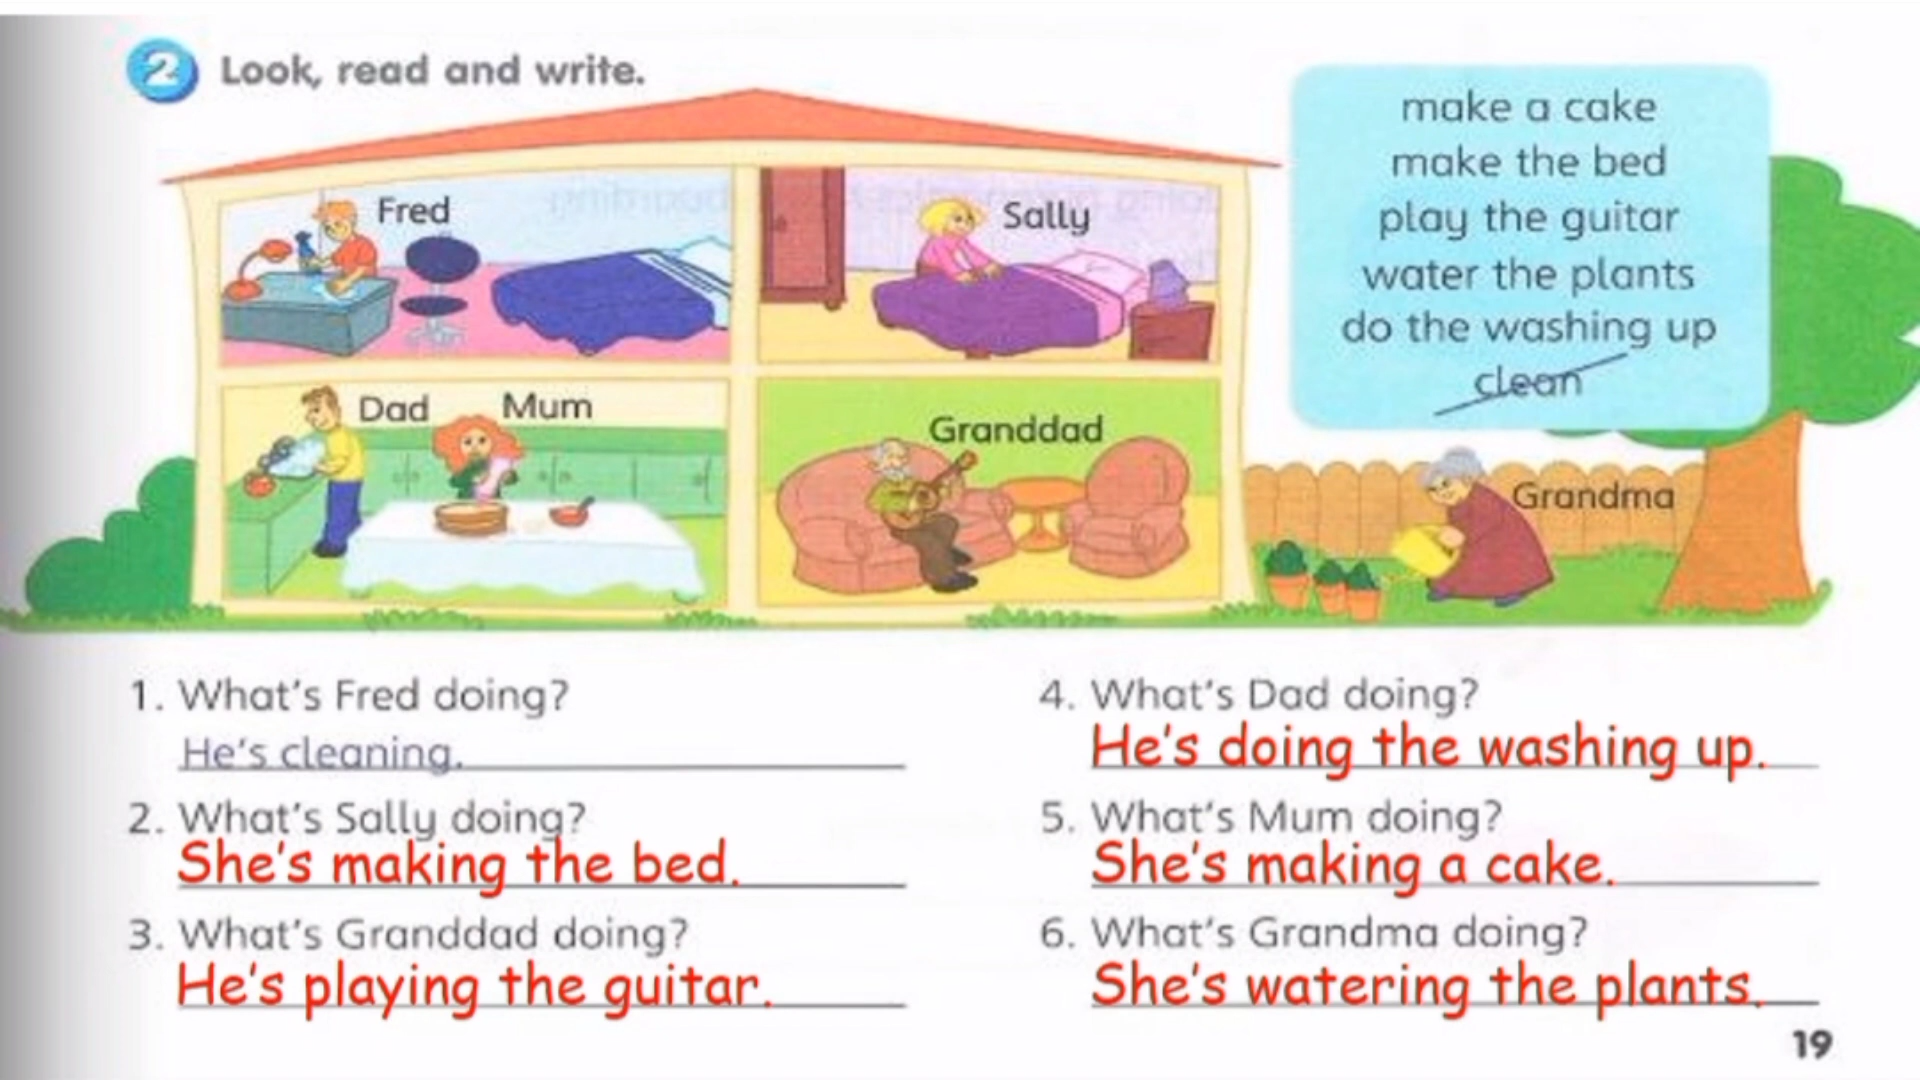 2 Look, read and write.
make a cake
make the bed
play the guitar
water the plants
do the washing up
clean
Fred
Sally
Dad
Mum
Granddad
Grandma
1. What's Fred doing?
He's cleaning.
2. What's Sally doing?
She's making the bed.
3. What's Granddad doing?
He's playing the guitar.
4. What's Dad doing?
He's doing the washing up.
5. What's Mum doing?
She's making a cake.
6. What's Grandma doing?
She's watering the plants.
19